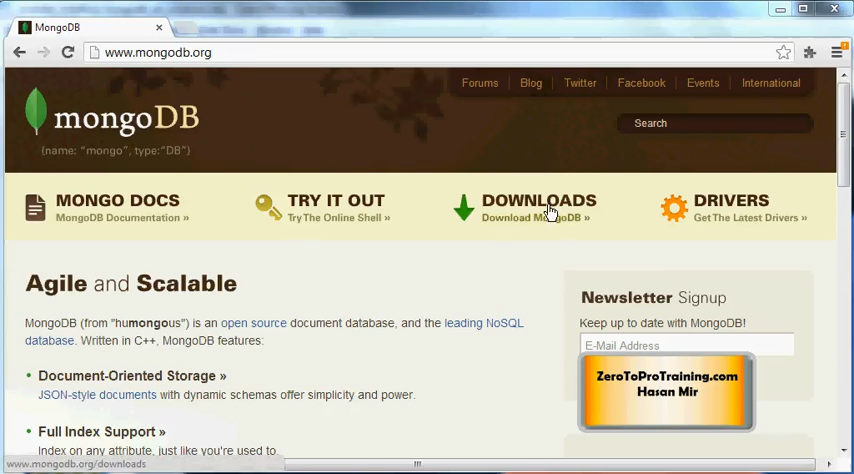 MongoDB
www.mongodb.org
Forums Blog Twitter Facebook Events International
mongoDB
Search
{name: "mongo", type:"DB"}
MONGO DOCS
MongoDB Documentation »
TRY IT OUT
Try The Online Shell »
DOWNLOADS
Download MongoDB »
DRIVERS
Get The Latest Drivers »
Agile and Scalable
MongoDB (from "humongous") is an open source document database, and the leading NoSQL
database. Written in C++, MongoDB features:
• Document-Oriented Storage »
JSON-style documents with dynamic schemas offer simplicity and power.
• Full Index Support »
Index on any attribute, just like you're used to.
Newsletter Signup
Keep up to date with MongoDB!
E-Mail Address
ZeroToProTraining.com
Hasan Mir
www.mongodb.org/downloads